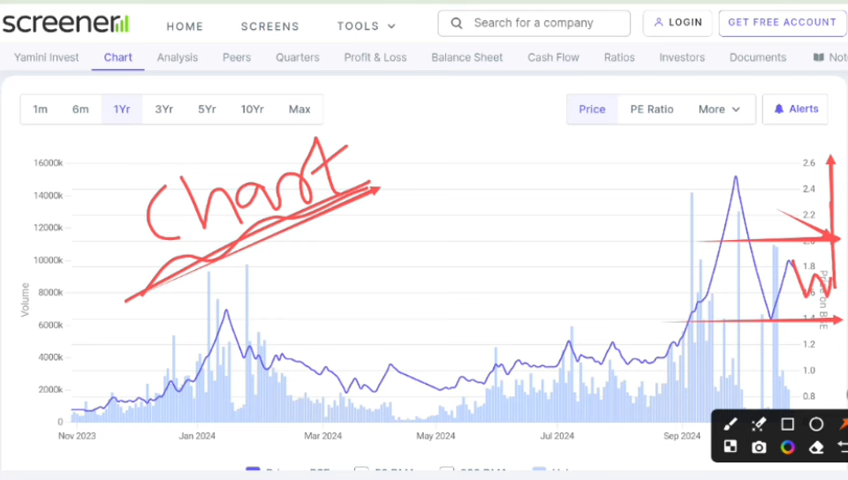 screener
HOME SCREENS TOOLS Search for a company LOGIN GET FREE ACCOUNT
Yamini Invest Chart Analysis Peers Quarters Profit & Loss Balance Sheet Cash Flow Ratios Investors Documents
1m 6m 1Yr 3Yr 5Yr 10Yr Max Price PE Ratio More Alerts
Chart
16000k 2.6
14000k 2.4
12000k 2.2
10000k 1.8
8000k
6000k 1.4
4000k 1.2
2000k 1.0
0 0.8
Volume
Nov 2023 Jan 2024 Mar 2024 May 2024 Jul 2024 Sep 2024